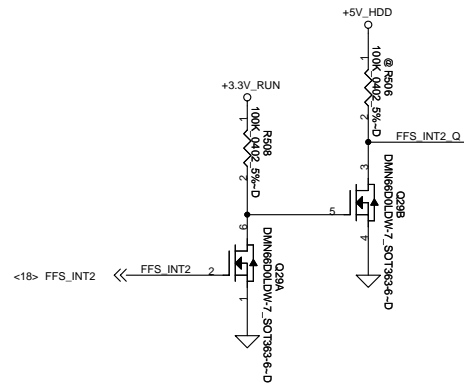 +5V_HDD
1
@ R506
100K_0402_5%~D
2
FFS_INT2_Q
+3.3V_RUN
1
R508
100K_0402_5%~D
2
3
Q29B
DMN66D0LDW-7_SOT363-6~D
5
4
6
<18> FFS_INT2
FFS_INT2
2
Q29A
DMN66D0LDW-7_SOT363-6~D
1